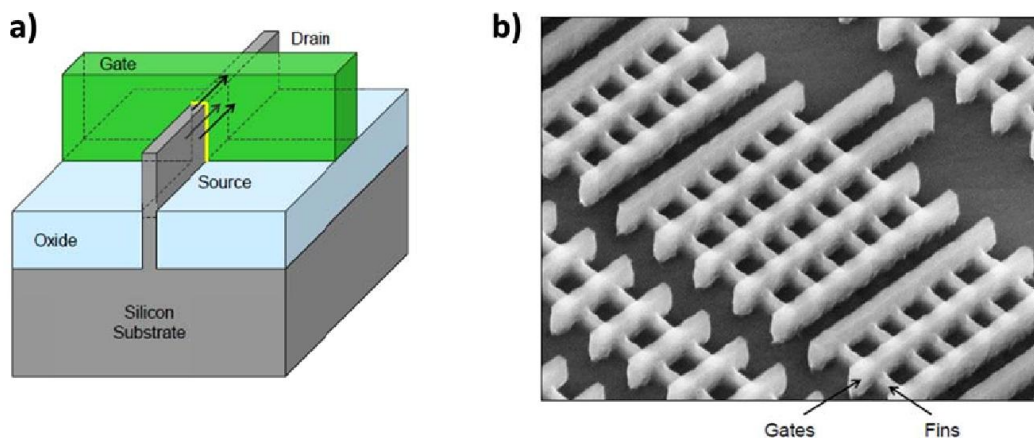 a)
Drain
Gate
Source
Oxide
Silicon
Substrate
b)
Gates
Fins